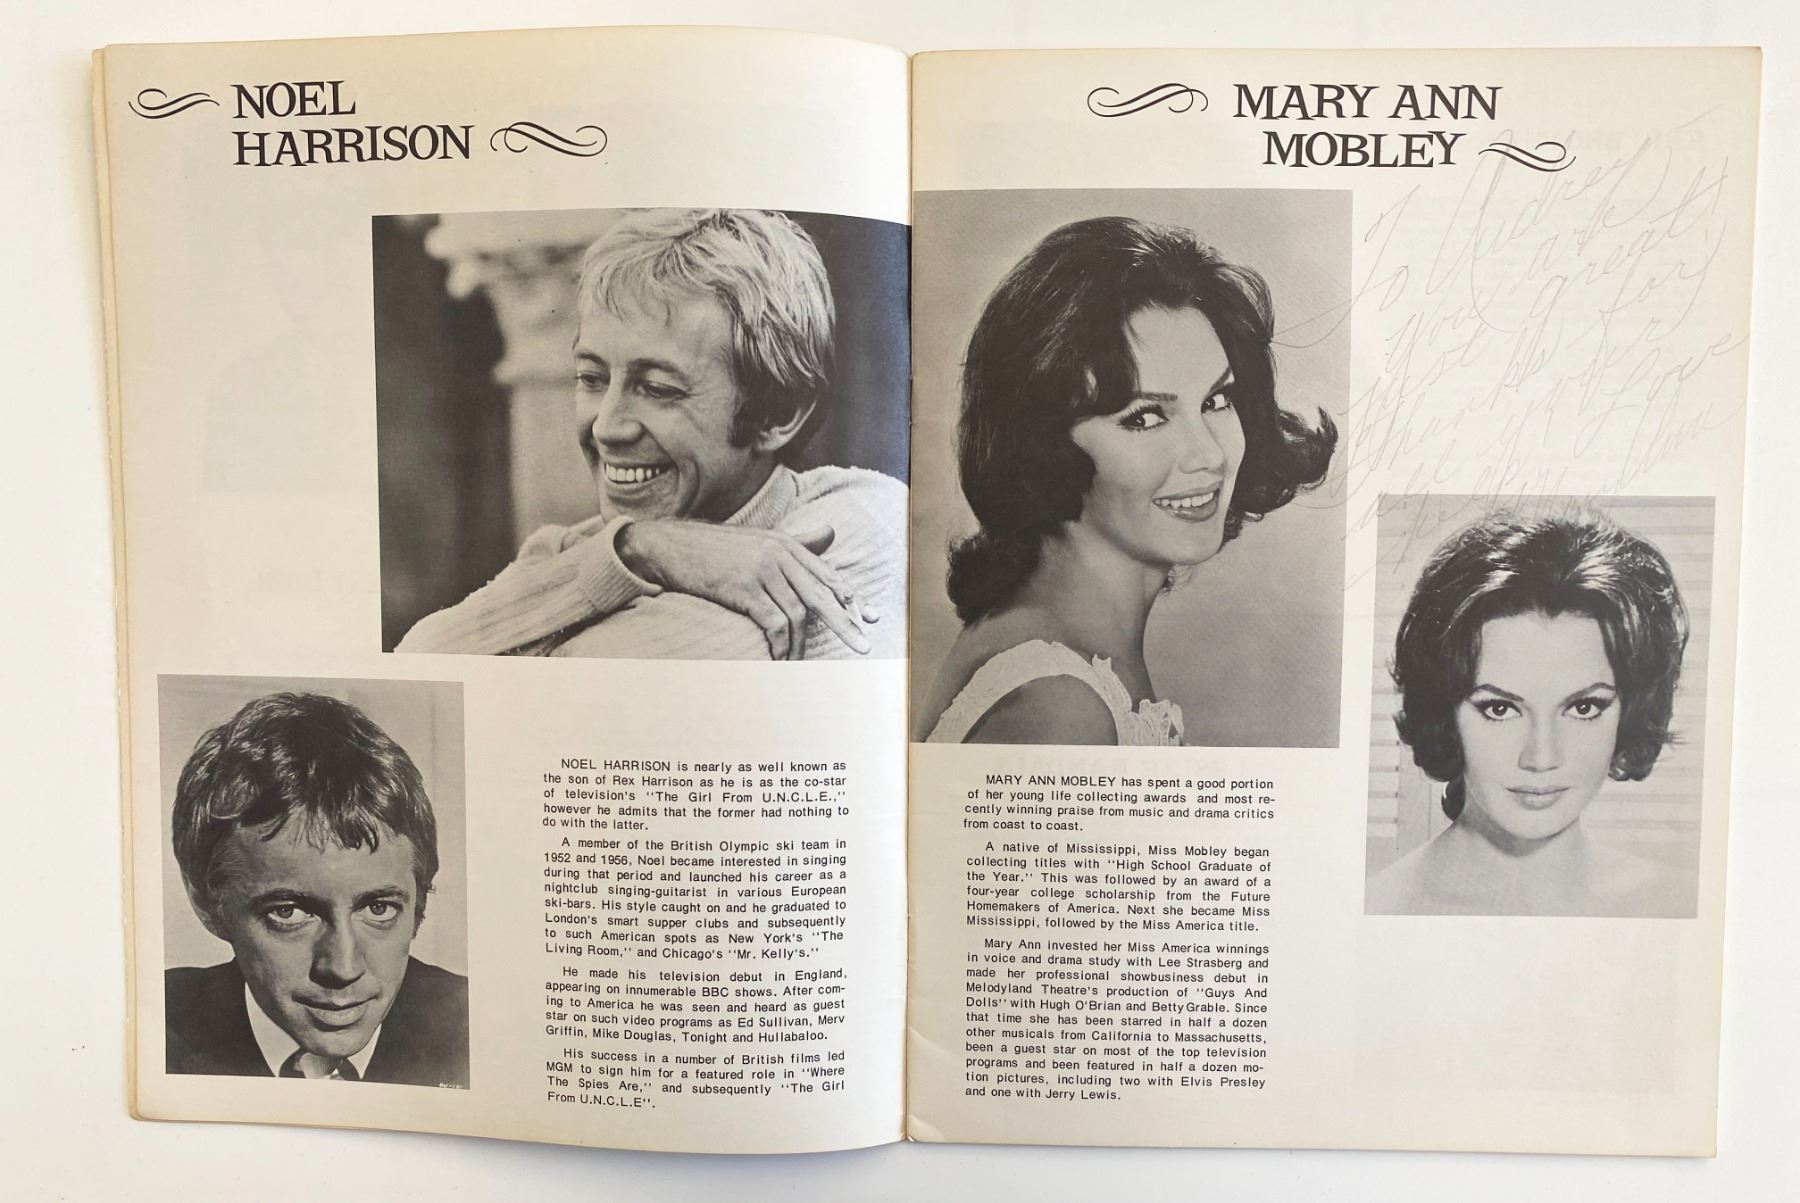 NOEL
HARRISON
NOEL HARRISON is nearly as well known as
the son of Rex Harrison as he is as the co-star
of television's "The Girl From U.N.C.L.E.,"
however he admits that the former had nothing to
do with the latter.
A member of the British Olympic ski team in
1952 and 1956, Noel became interested in singing
during that period and launched his career as a
nightclub singing-guitarist in various European
ski-bars. His style caught on and he graduated to
London's smart supper clubs and subsequently
to such American spots as New York's "The
Living Room," and Chicago's "Mr. Kelly's."
He made his television debut in England,
appearing on innumerable BBC shows. After com-
ing to America he was seen and heard as guest
star on such video programs as Ed Sullivan, Merv
Griffin, Mike Douglas, Tonight and Hullabaloo.
His success in a number of British films led
MGM to sign him for a featured role in "Where
The Spies Are," and subsequently "The Girl
From U.N.C.L.E".
MARY ANN
MOBLEY
To Audrey
you are
just great!
Thanks for
all your
help Love
Mary Ann
MARY ANN MOBLEY has spent a good portion
of her young life collecting awards and most re-
cently winning praise from music and drama critics
from coast to coast.
A native of Mississippi, Miss Mobley began
collecting titles with "High School Graduate of
the Year." This was followed by an award of a
four-year college scholarship from the Future
Homemakers of America. Next she became Miss
Mississippi, followed by the Miss America title.
Mary Ann invested her Miss America winnings
in voice and drama study with Lee Strasberg and
made her professional showbusiness debut in
Melodyland Theatre's production of "Guys And
Dolls" with Hugh O'Brian and Betty Grable. Since
that time she has been starred in half a dozen
other musicals from California to Massachusetts,
been a guest star on most of the top television
programs and been featured in half a dozen mo-
tion pictures, including two with Elvis Presley
and one with Jerry Lewis.